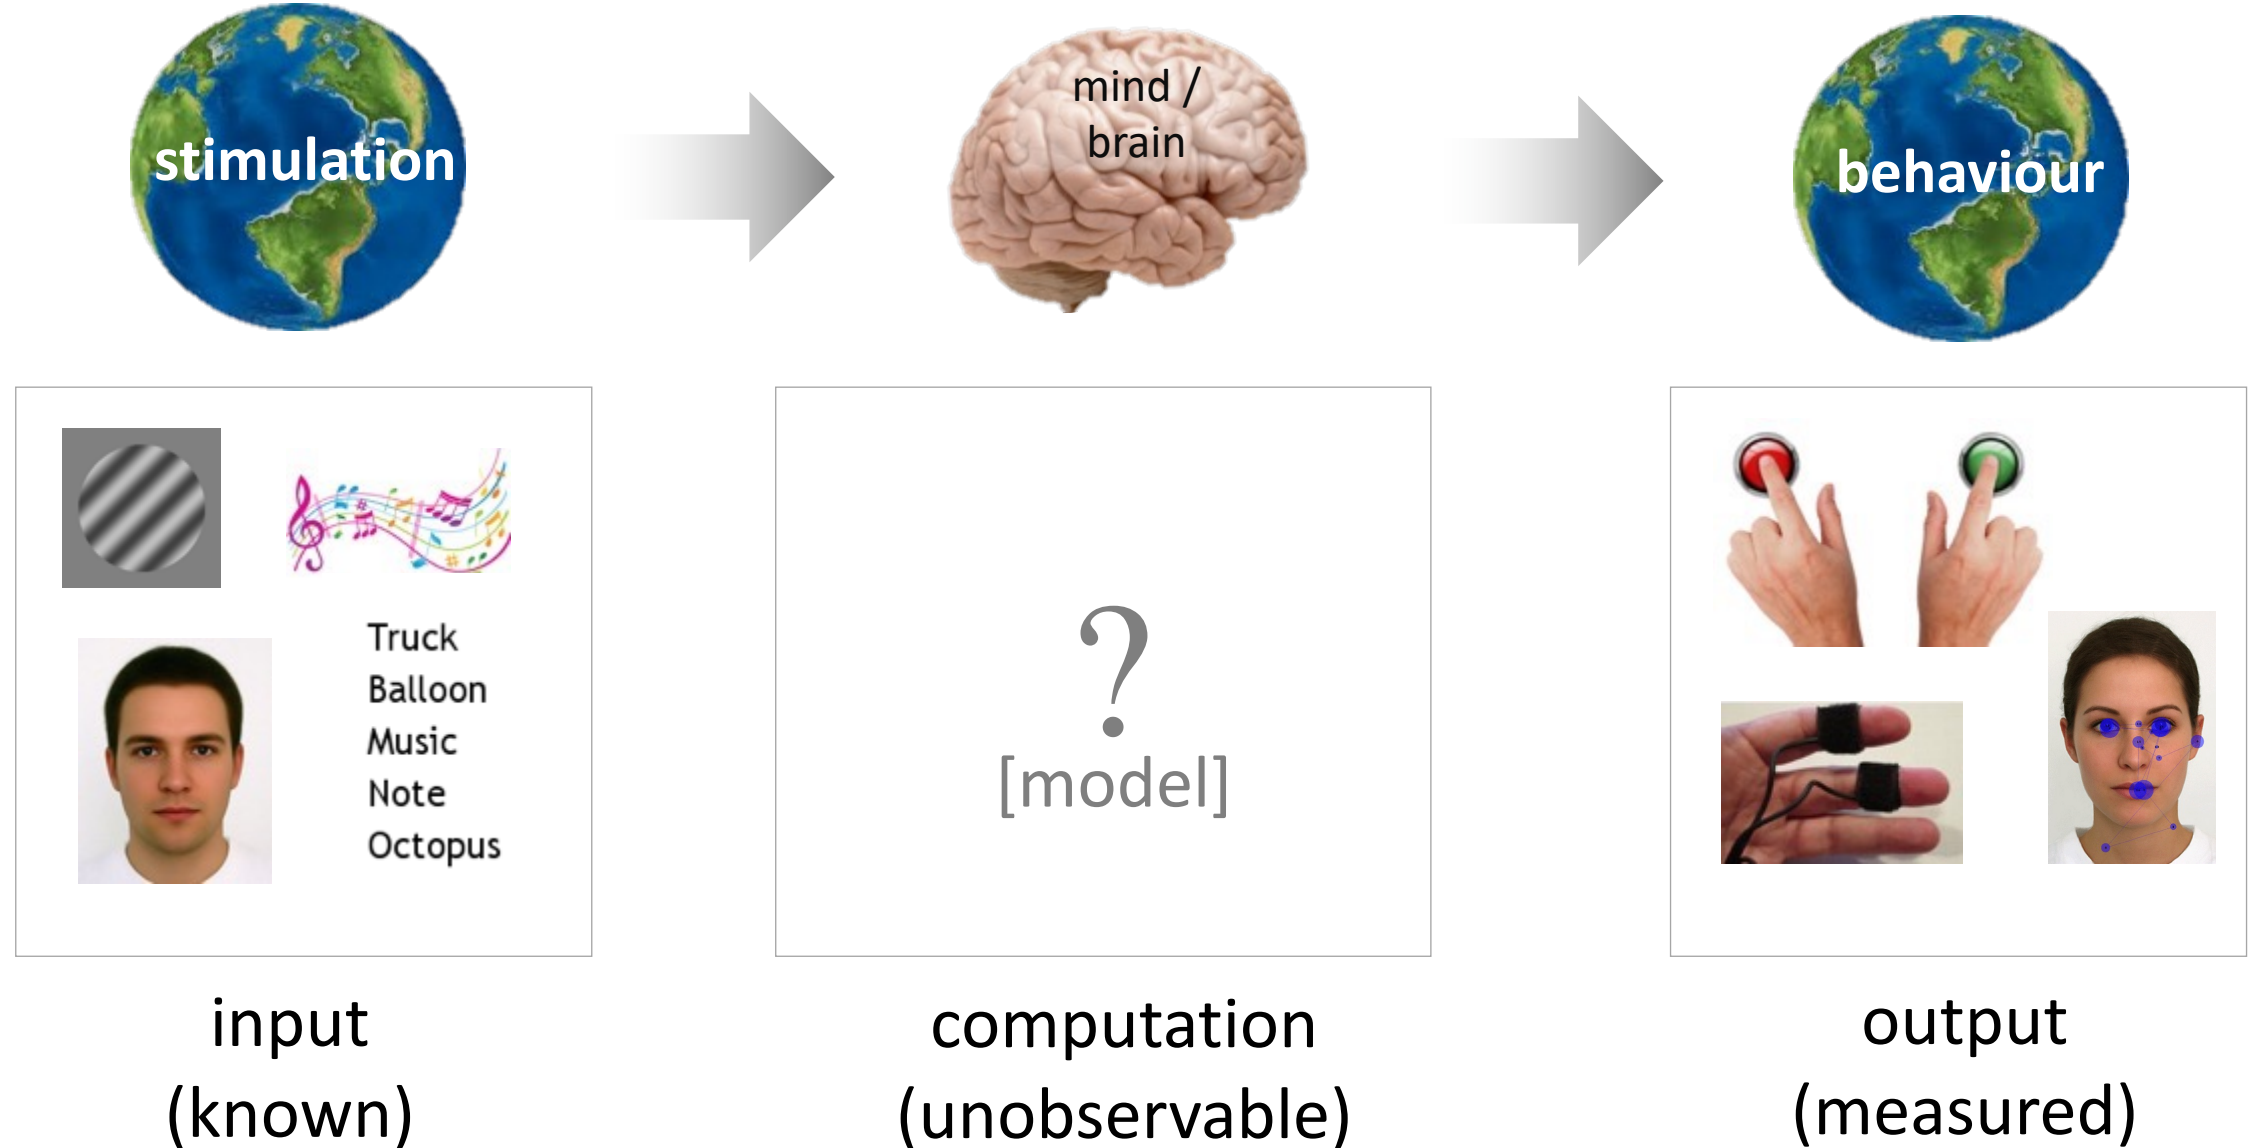 stimulation
mind /
brain
behaviour
Truck
Balloon
Music
Note
Octopus
?
[model]
input
(known)
computation
(unobservable)
output
(measured)